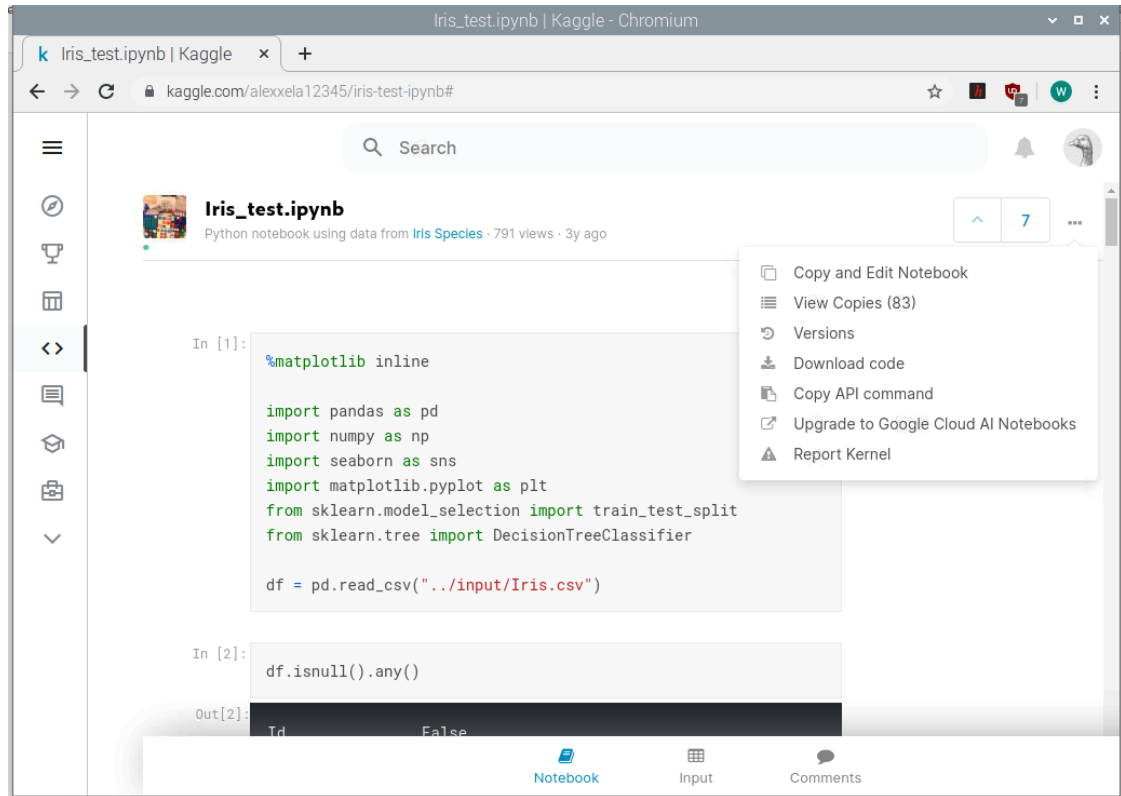 Iris_test.ipynb | Kaggle - Chromium
k Iris_test.ipynb | Kaggle × +
kaggle.com/alexxela12345/iris-test-ipynb#
h
7
W
Search
Iris_test.ipynb
Python notebook using data from Iris Species · 791 views · 3y ago
7
Copy and Edit Notebook
View Copies (83)
Versions
Download code
Copy API command
Upgrade to Google Cloud AI Notebooks
Report Kernel
In [1]:
%matplotlib inline
import pandas as pd
import numpy as np
import seaborn as sns
import matplotlib.pyplot as plt
from sklearn.model_selection import train_test_split
from sklearn.tree import DecisionTreeClassifier
df = pd.read_csv("../input/Iris.csv")
In [2]:
df.isnull().any()
Out[2]:
Id False
Notebook
Input
Comments